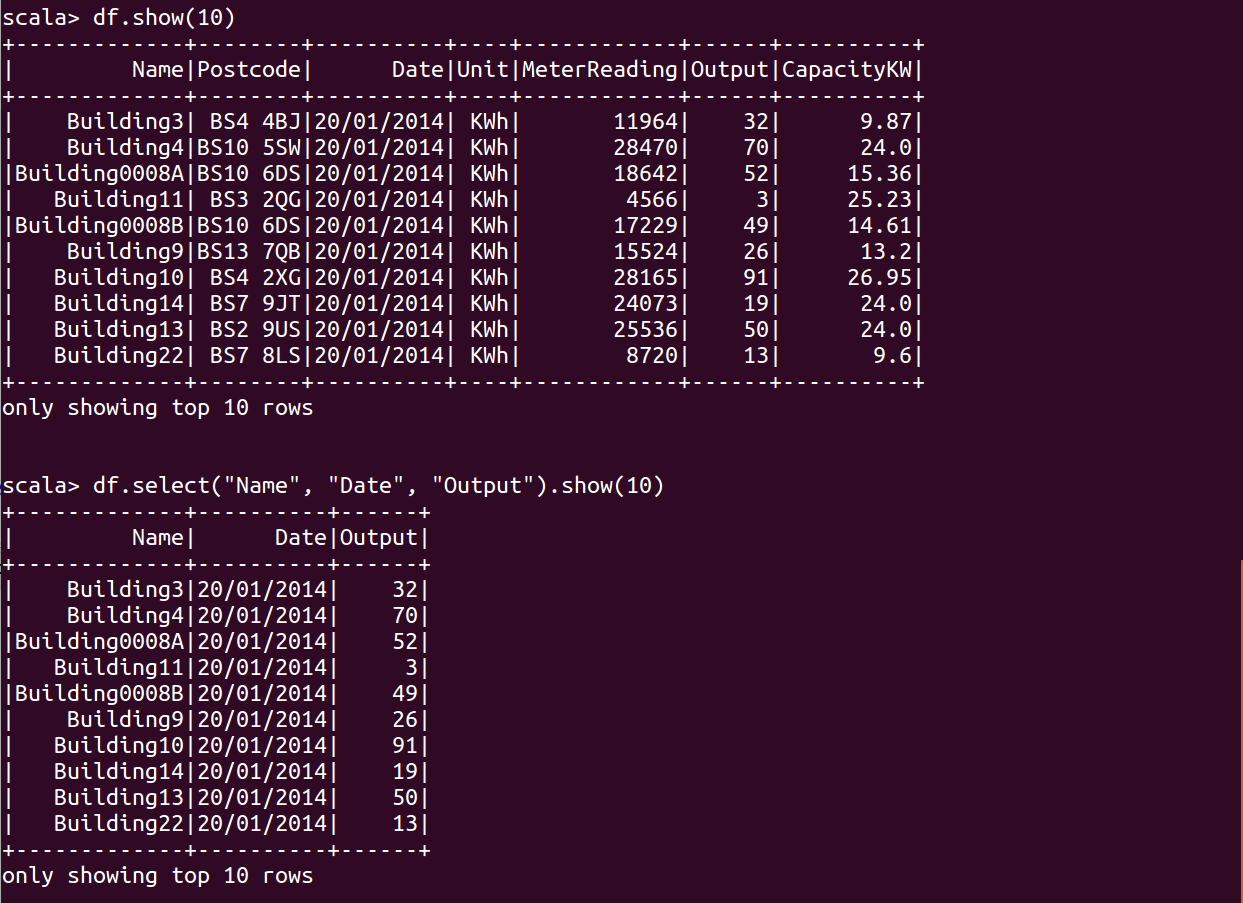 scala> df.show(10)
+-------------+--------+----------+----+------------+------+----------+
|         Name|Postcode|      Date|Unit|MeterReading|Output|CapacityKW|
+-------------+--------+----------+----+------------+------+----------+
|    Building3| BS4 4BJ|20/01/2014| KWh|       11964|    32|      9.87|
|    Building4|BS10 5SW|20/01/2014| KWh|       28470|    70|      24.0|
|Building0008A|BS10 6DS|20/01/2014| KWh|       18642|    52|     15.36|
|   Building11| BS3 2QG|20/01/2014| KWh|        4566|     3|     25.23|
|Building0008B|BS10 6DS|20/01/2014| KWh|       17229|    49|     14.61|
|    Building9|BS13 7QB|20/01/2014| KWh|       15524|    26|      13.2|
|   Building10| BS4 2XG|20/01/2014| KWh|       28165|    91|     26.95|
|   Building14| BS7 9JT|20/01/2014| KWh|       24073|    19|      24.0|
|   Building13| BS2 9US|20/01/2014| KWh|       25536|    50|      24.0|
|   Building22| BS7 8LS|20/01/2014| KWh|        8720|    13|       9.6|
+-------------+--------+----------+----+------------+------+----------+
only showing top 10 rows
scala> df.select("Name", "Date", "Output").show(10)
+-------------+----------+------+
|         Name|      Date|Output|
+-------------+----------+------+
|    Building3|20/01/2014|    32|
|    Building4|20/01/2014|    70|
|Building0008A|20/01/2014|    52|
|   Building11|20/01/2014|     3|
|Building0008B|20/01/2014|    49|
|    Building9|20/01/2014|    26|
|   Building10|20/01/2014|    91|
|   Building14|20/01/2014|    19|
|   Building13|20/01/2014|    50|
|   Building22|20/01/2014|    13|
+-------------+----------+------+
only showing top 10 rows